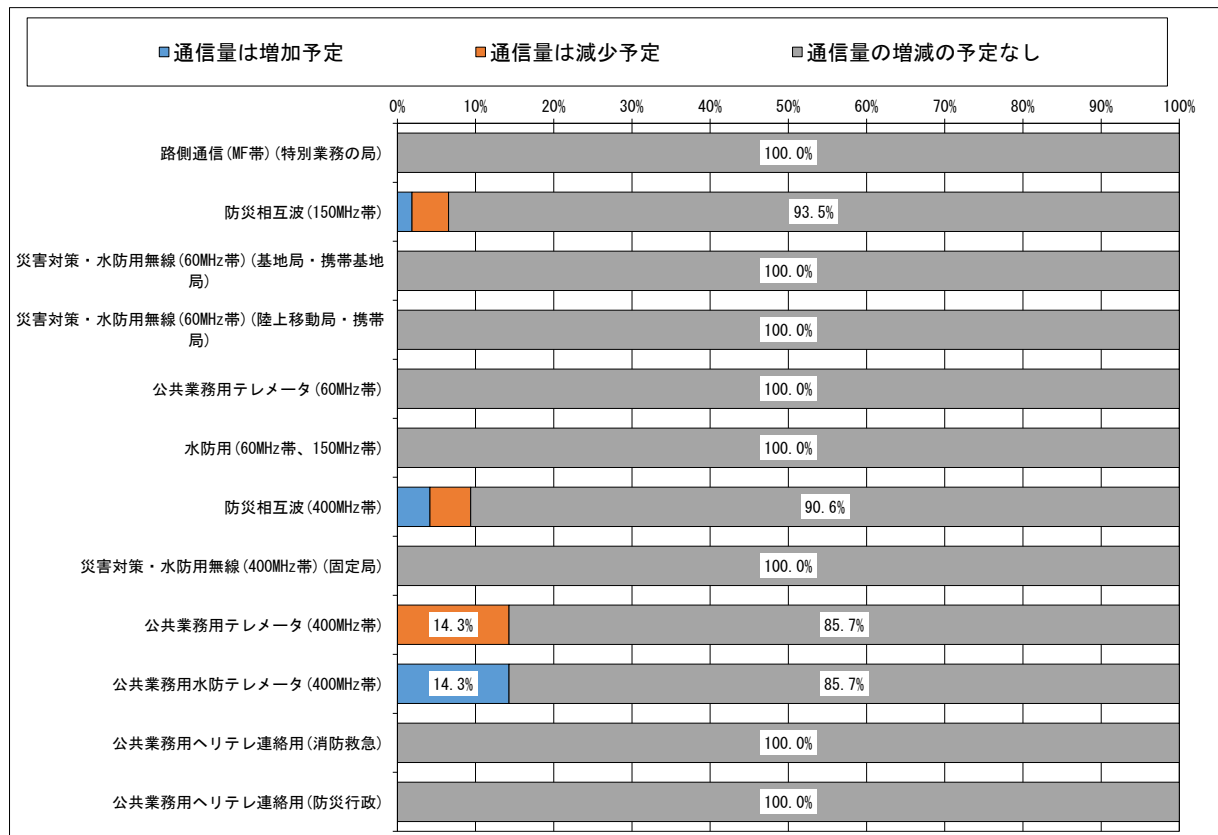 ■通信量は増加予定 ■通信量は減少予定 ■通信量の増減の予定なし
0% 10% 20% 30% 40% 50% 60% 70% 80% 90% 100%
路側通信(MF帯)(特別業務の局) 100.0%
防災相互波(150MHz帯) 93.5%
災害対策・水防用無線(60MHz帯)(基地局・携帯基地
局) 100.0%
災害対策・水防用無線(60MHz帯)(陸上移動局・携帯
局) 100.0%
公共業務用テレメータ(60MHz帯) 100.0%
水防用(60MHz帯、150MHz帯) 100.0%
防災相互波(400MHz帯) 90.6%
災害対策・水防用無線(400MHz帯)(固定局) 100.0%
公共業務用テレメータ(400MHz帯) 14.3% 85.7%
公共業務用水防テレメータ(400MHz帯) 14.3% 85.7%
公共業務用ヘリテレ連絡用(消防救急) 100.0%
公共業務用ヘリテレ連絡用(防災行政) 100.0%